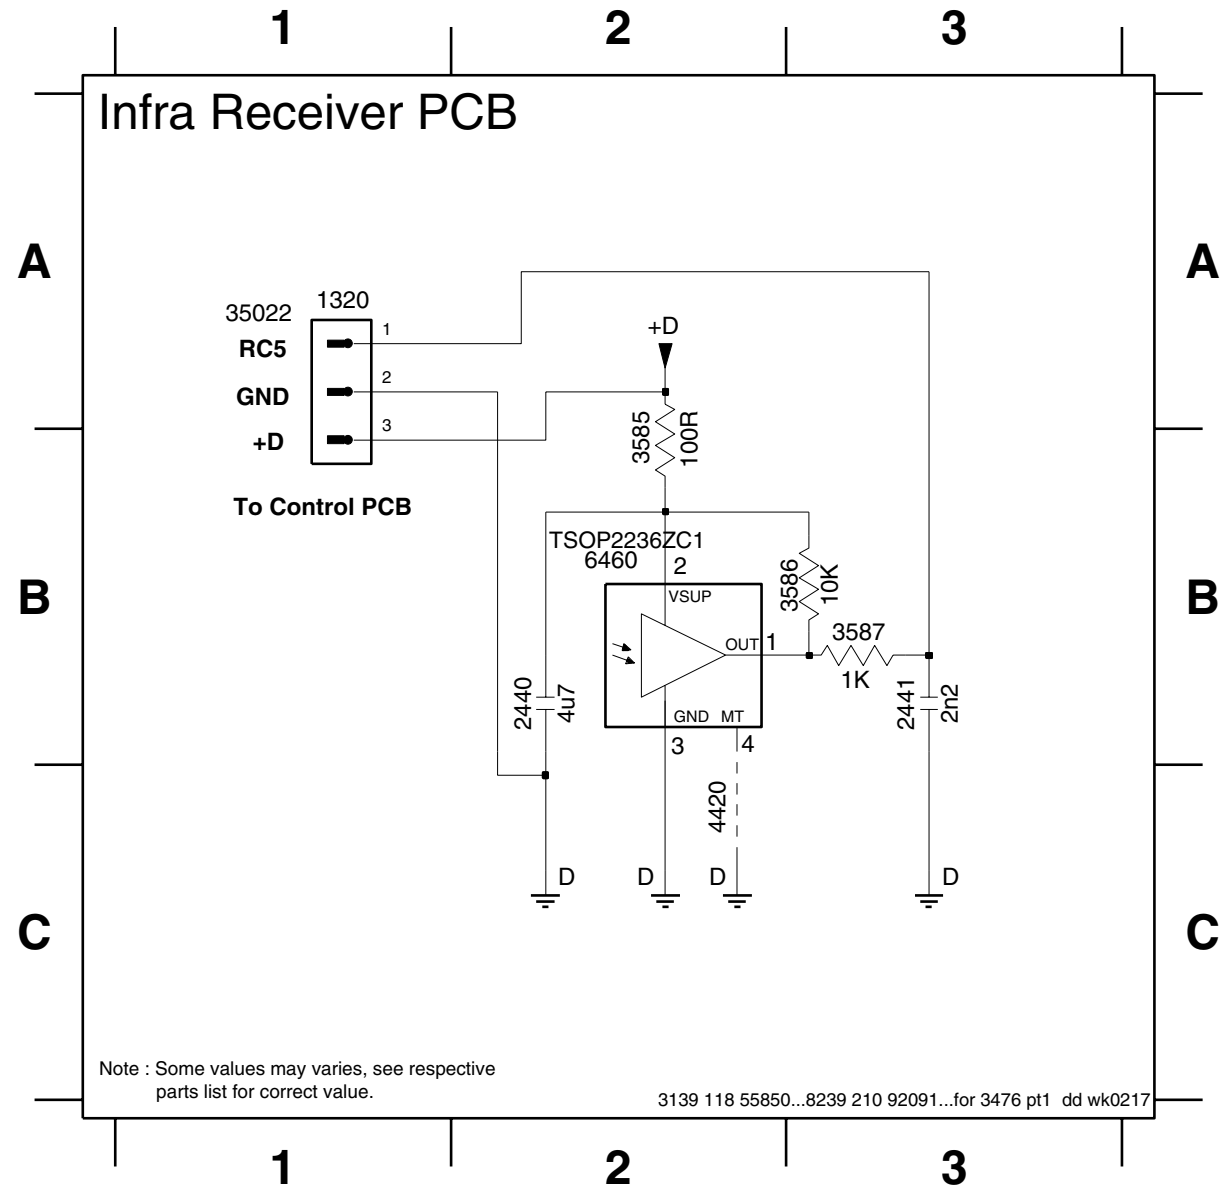 1 2 3
Infra Receiver PCB
A A
35022 1320
RC5 1
GND 2
+D 3
To Control PCB
+D
3585
100R
TSOP2236ZC1
6460
2
VSUP
OUT 1
GND MT
3 4
3586
10K
3587
1K
B B
2440
4u7
2441
2n2
4420
D D D D
C C
Note : Some values may varies, see respective
parts list for correct value.
3139 118 55850...8239 210 92091...for 3476 pt1 dd wk0217
1 2 3